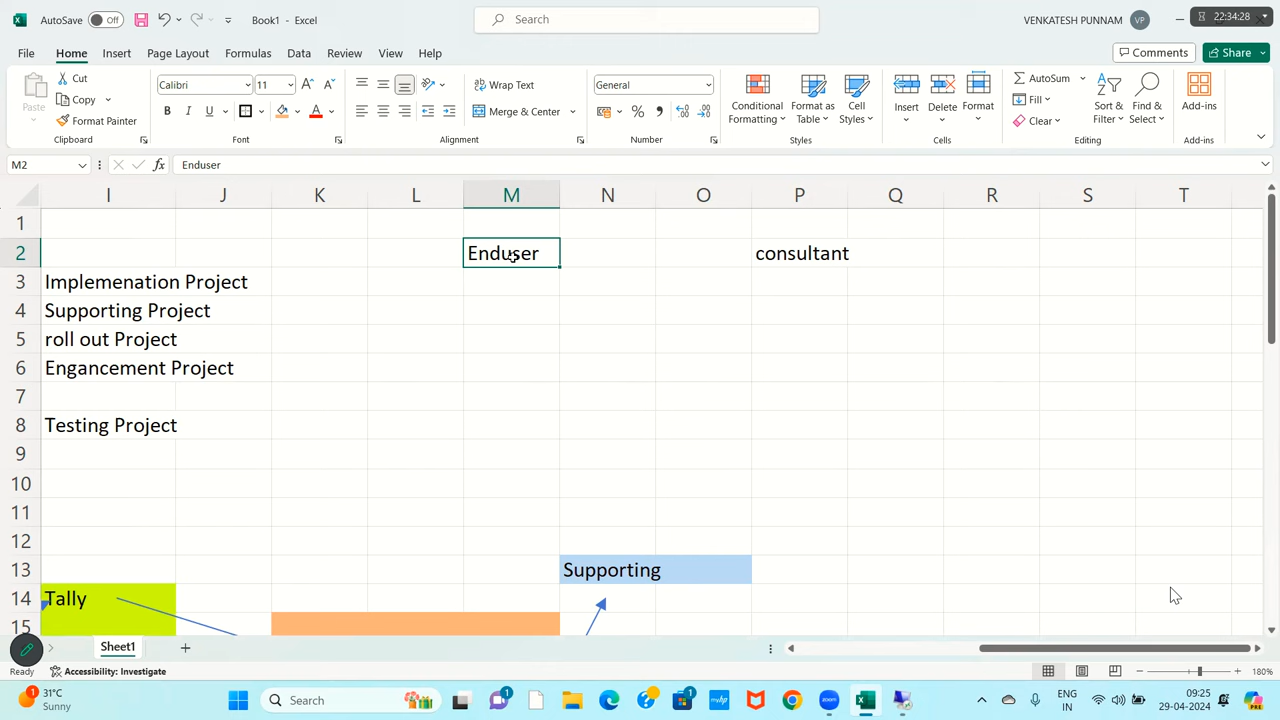 AutoSave Off Book1 - Excel Search VENKATESH PUNNAM VP 22:34:28
File Home Insert Page Layout Formulas Data Review View Help Comments Share
Paste Cut Copy Format Painter Clipboard
Calibri 11 B I U Font
Wrap Text Merge & Center Alignment
General % Number
Conditional Formatting Format as Table Cell Styles Styles
Insert Delete Format Cells
AutoSum Fill Clear Sort & Filter Find & Select Editing
Add-ins Add-ins
M2 fx Enduser
I J K L M N O P Q R S T
1
2 Enduser consultant
3 Implemenation Project
4 Supporting Project
5 roll out Project
6 Engancement Project
7
8 Testing Project
9
10
11
12
13 Supporting
14 Tally
15
Sheet1
Ready Accessibility: Investigate 180%
31°C Sunny Search ENG IN 09:25 29-04-2024